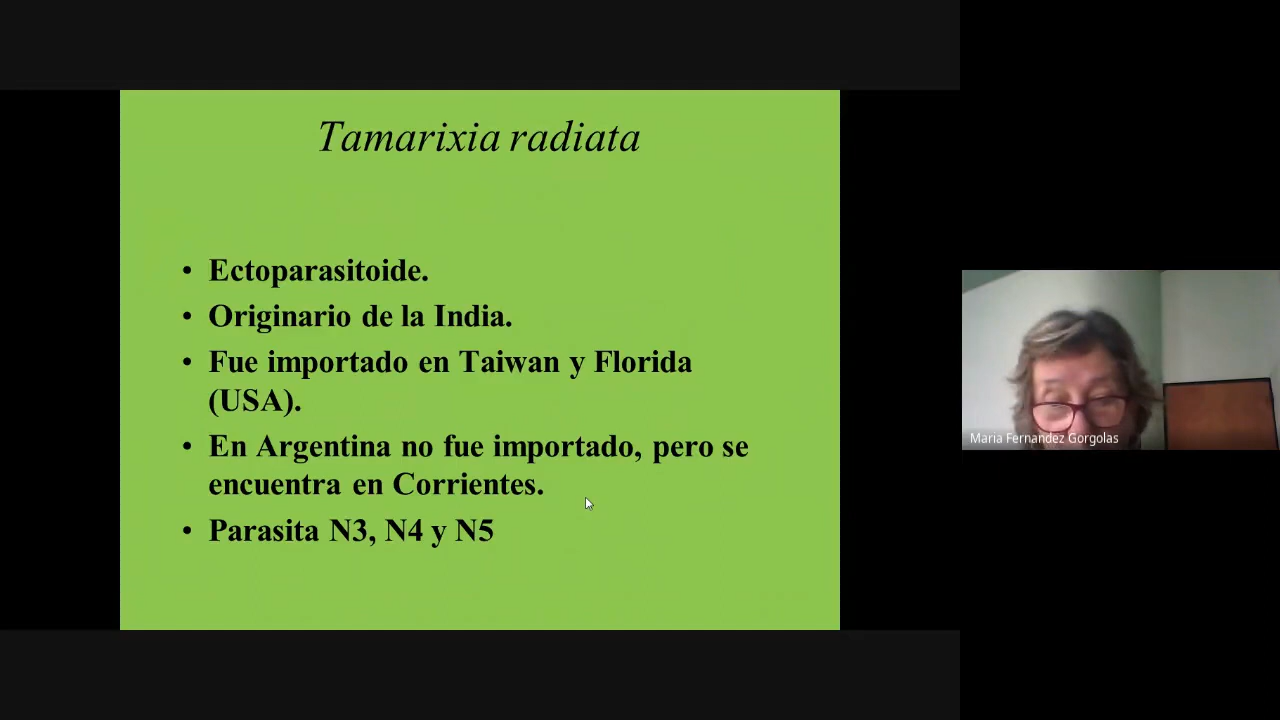 Tamarixia radiata
• Ectoparasitoide.
• Originario de la India.
• Fue importado en Taiwan y Florida
(USA).
• En Argentina no fue importado, pero se
encuentra en Corrientes.
• Parasita N3, N4 y N5
Maria Fernandez Gorgolas